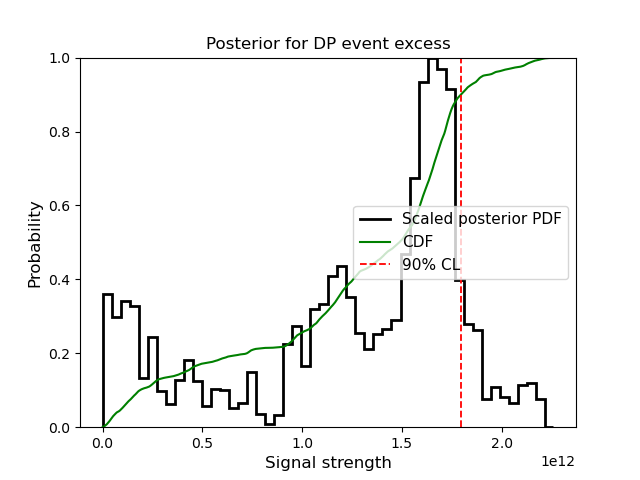 Posterior for DP event excess
Probability
1.0
0.8
0.6
0.4
0.2
0.0
Scaled posterior PDF
CDF
90% CL
0.0 0.5 1.0 1.5 2.0
1e12
Signal strength